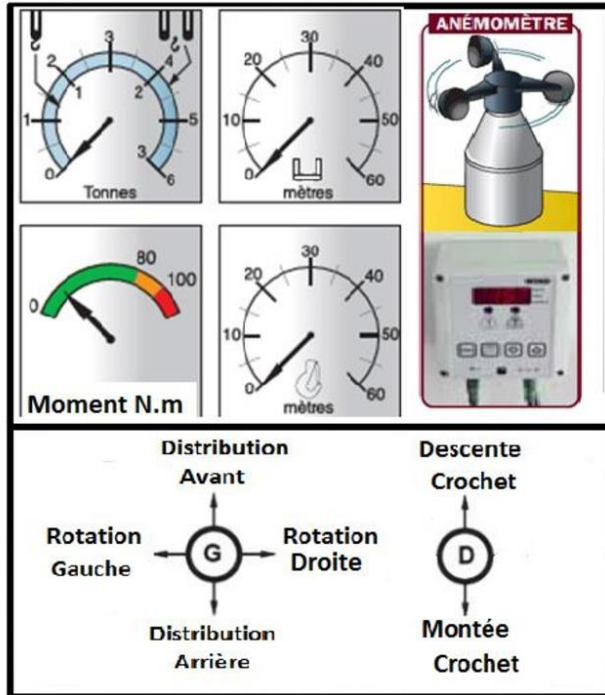 ANÉMOMÈTRE
0
1
2
3
4
5
6
1
2
3
Tonnes
0
10
20
30
40
50
60
mètres
0
80
100
Moment N.m
0
10
20
30
40
50
60
mètres
Distribution
Avant
Rotation
Gauche
G
Rotation
Droite
Distribution
Arrière
Descente
Crochet
D
Montée
Crochet